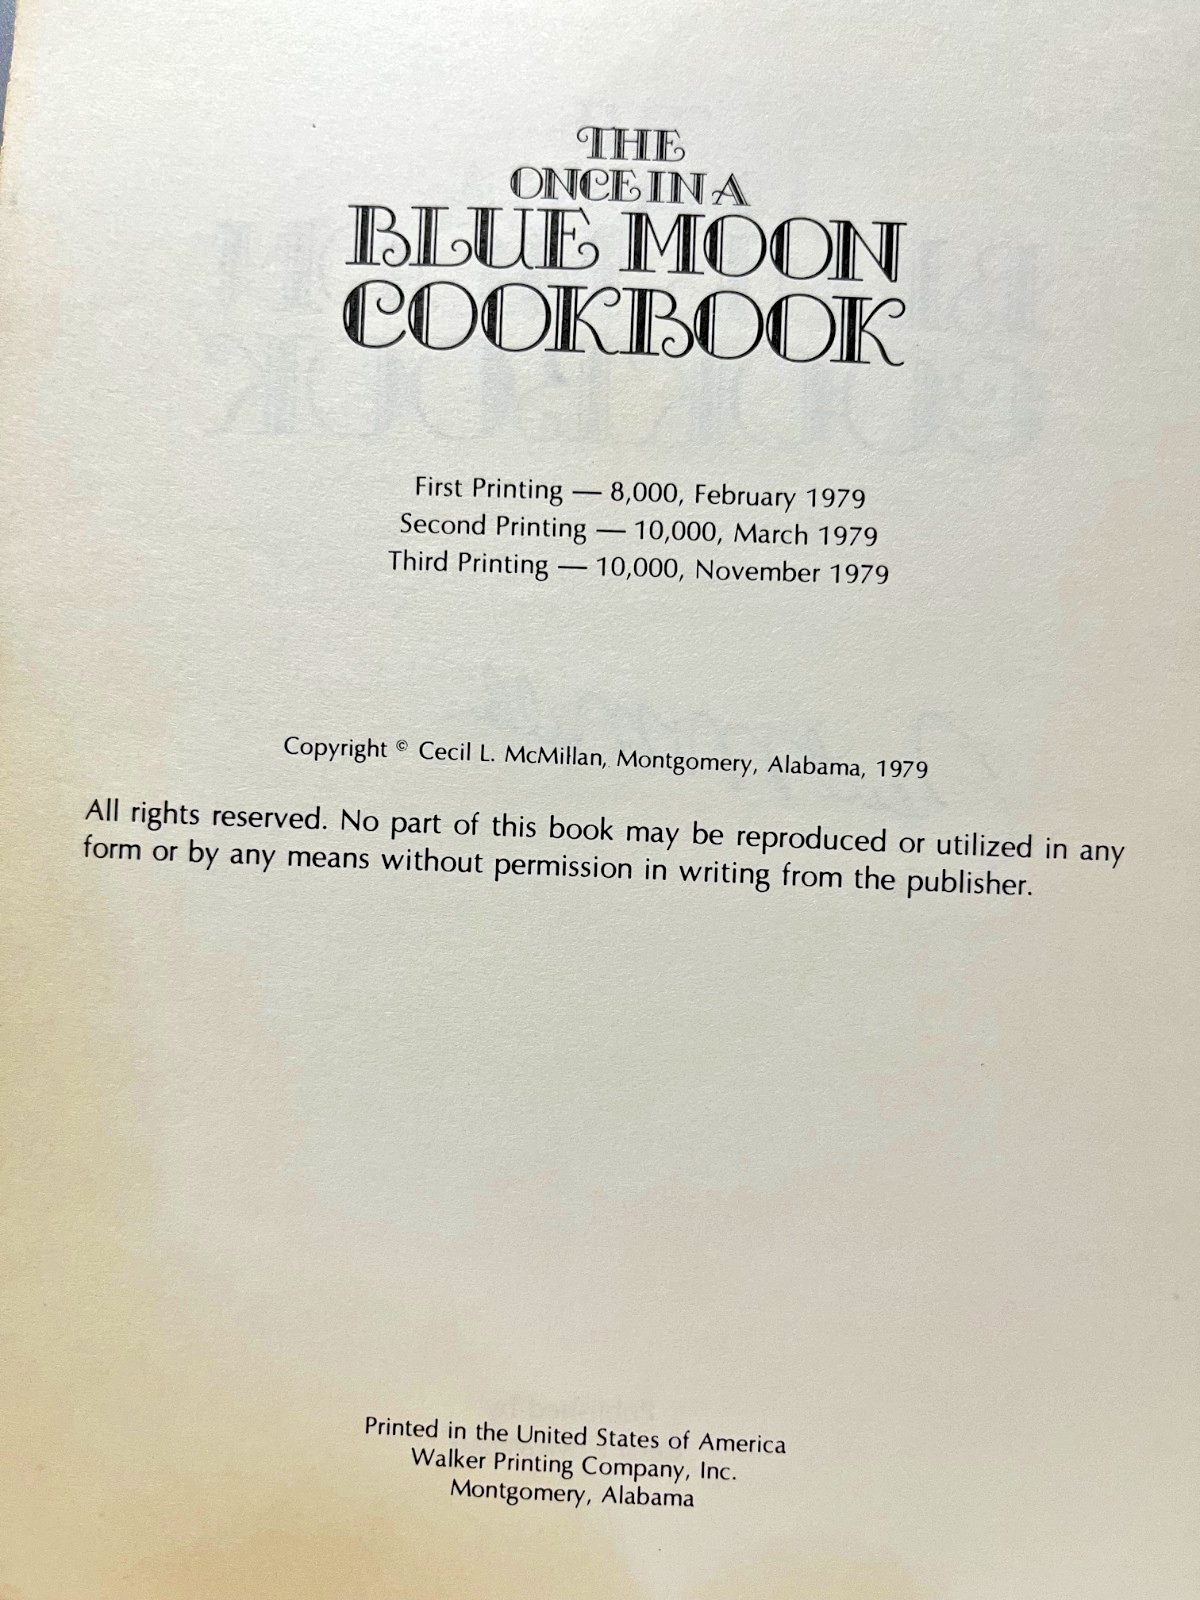 THE
ONCE IN A
BLUE MOON
COOKBOOK
First Printing — 8,000, February 1979
Second Printing — 10,000, March 1979
Third Printing — 10,000, November 1979
Copyright © Cecil L. McMillan, Montgomery, Alabama, 1979
All rights reserved. No part of this book may be reproduced or utilized in any
form or by any means without permission in writing from the publisher.
Printed in the United States of America
Walker Printing Company, Inc.
Montgomery, Alabama